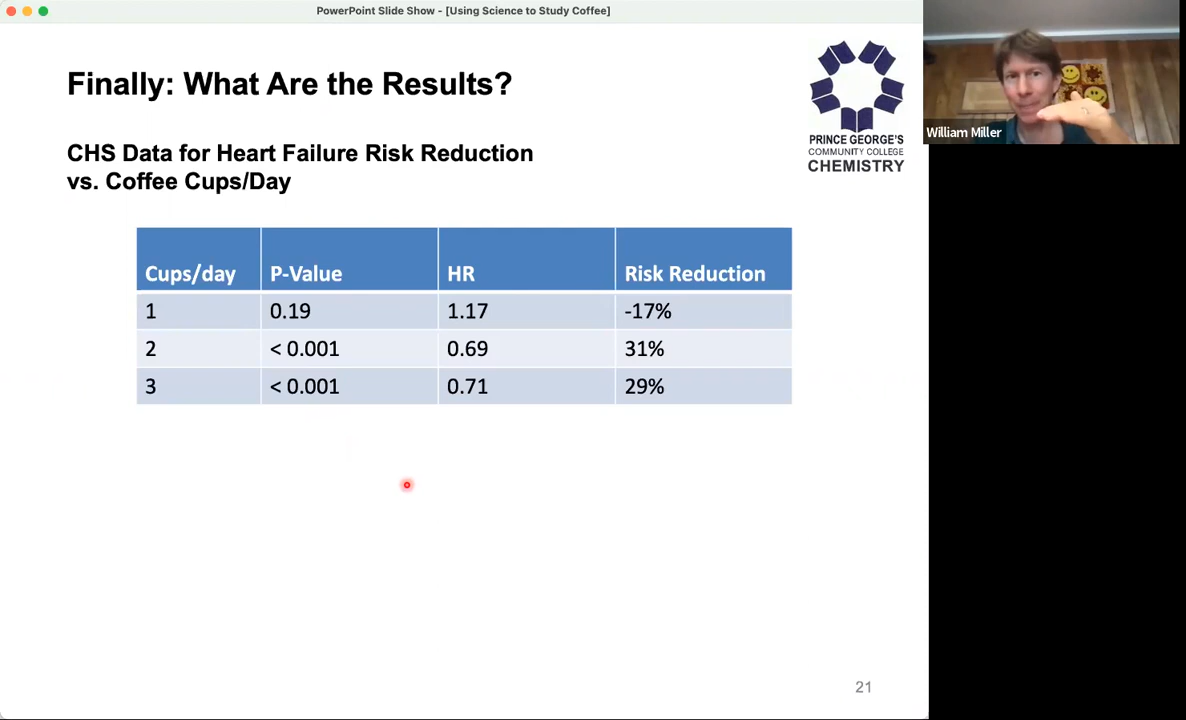 PowerPoint Slide Show - [Using Science to Study Coffee]
Finally: What Are the Results?
PRINCE GEORGE'S
COMMUNITY COLLEGE
CHEMISTRY
William Miller
CHS Data for Heart Failure Risk Reduction
vs. Coffee Cups/Day
Cups/day P-Value HR Risk Reduction
1 0.19 1.17 -17%
2 < 0.001 0.69 31%
3 < 0.001 0.71 29%
21